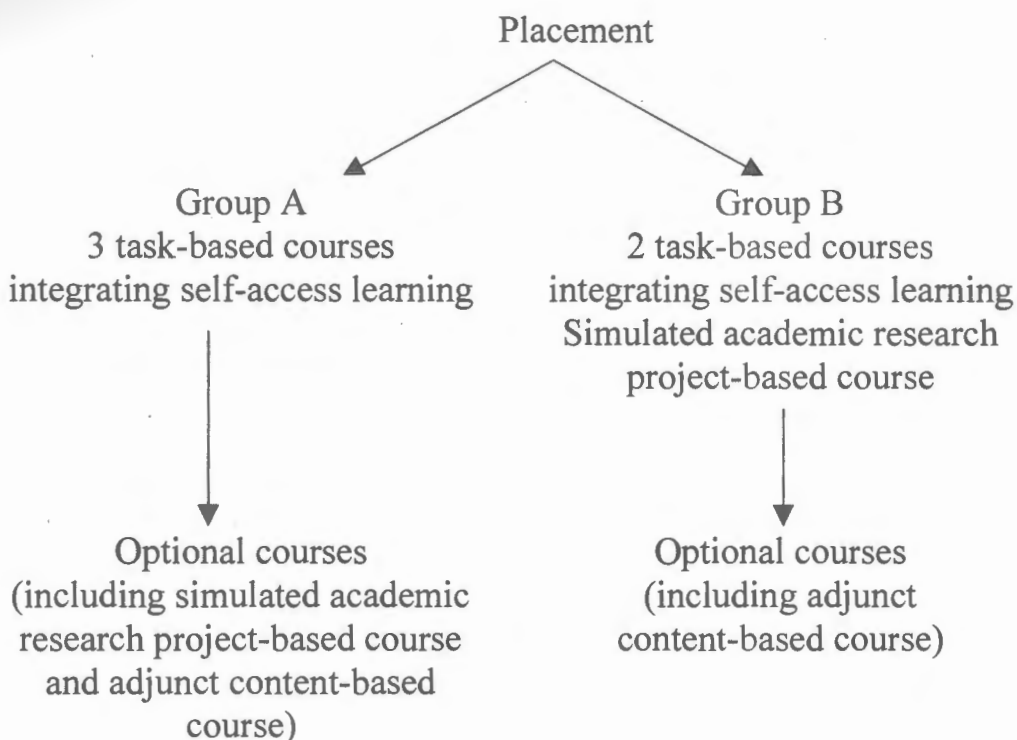 Placement
Group A
3 task-based courses
integrating self-access learning
Group B
2 task-based courses
integrating self-access learning
Simulated academic research
project-based course
Optional courses
(including simulated academic
research project-based course
and adjunct content-based
course)
Optional courses
(including adjunct
content-based course)